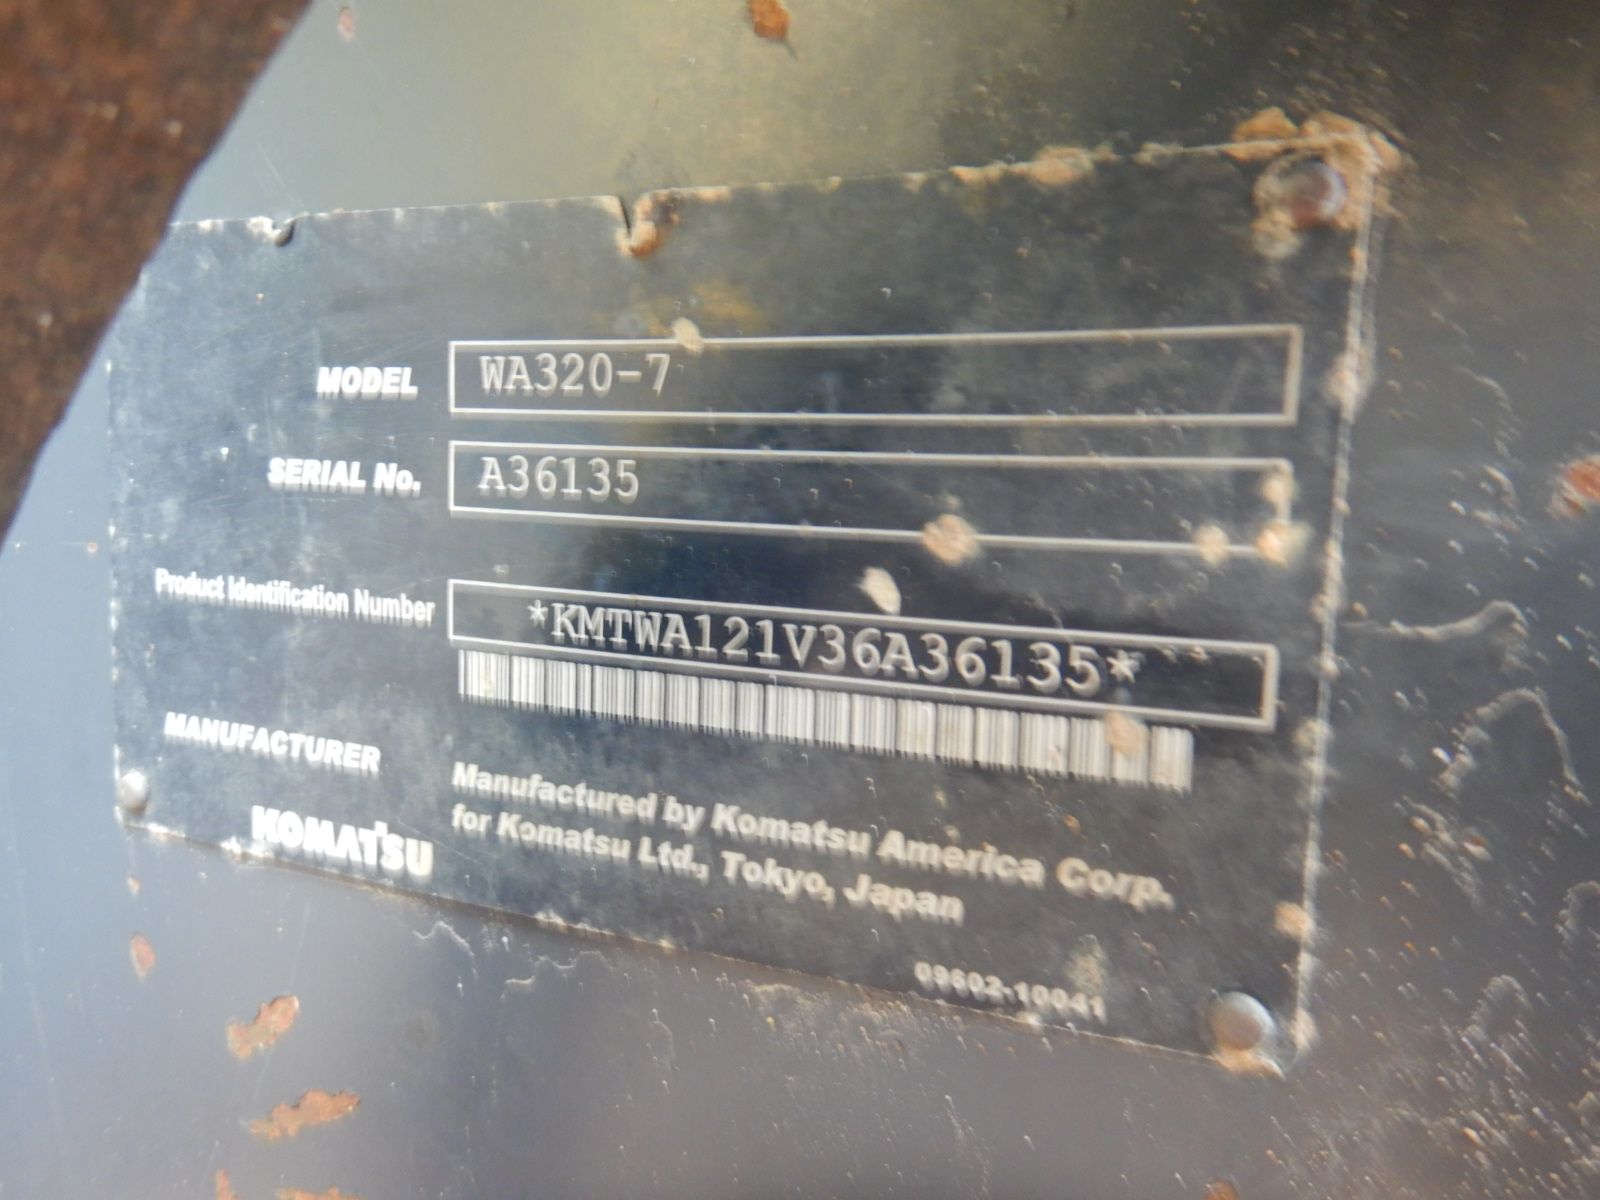 MODEL WA320-7
SERIAL No. A36135
Product Identification Number *KMTWA121V36A36135*
MANUFACTURER
KOMATSU
Manufactured by Komatsu America Corp.
for Komatsu Ltd., Tokyo, Japan
09602-10041